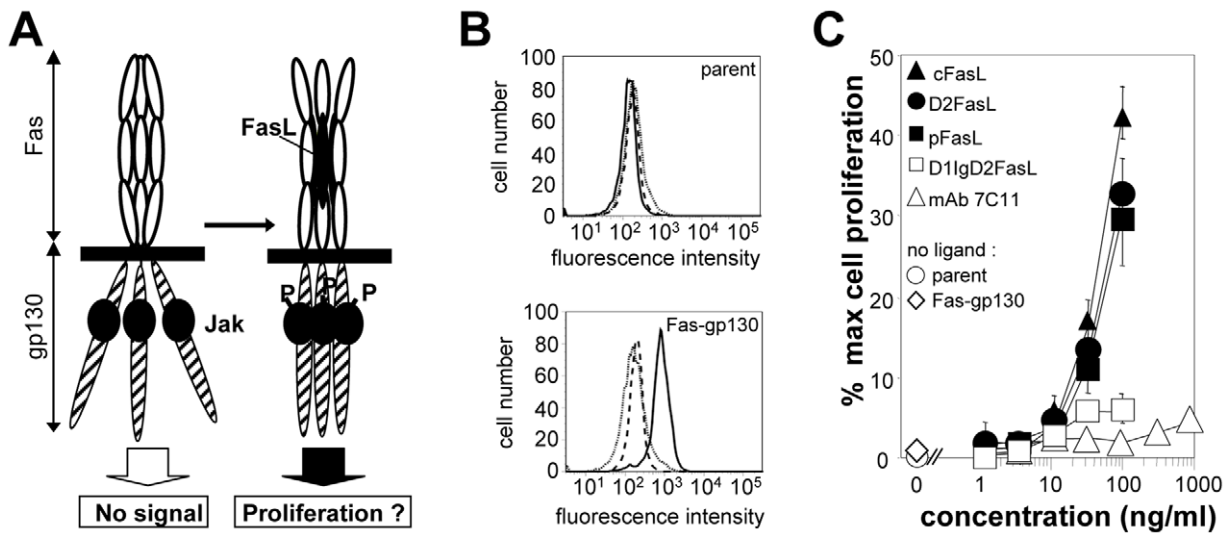 A
Fas
gp130
FasL
P P P
Jak
No signal
Proliferation ?
B
100
80
60
40
20
0
cell number
parent
10¹ 10² 10³ 10⁴ 10⁵
fluorescence intensity
100
80
60
40
20
0
cell number
Fas-gp130
10¹ 10² 10³ 10⁴ 10⁵
fluorescence intensity
C
% max cell proliferation
50
40
30
20
10
0
cFasL
D2FasL
pFasL
D1IgD2FasL
mAb 7C11
no ligand :
parent
Fas-gp130
0 1 10 100 1000
concentration (ng/ml)